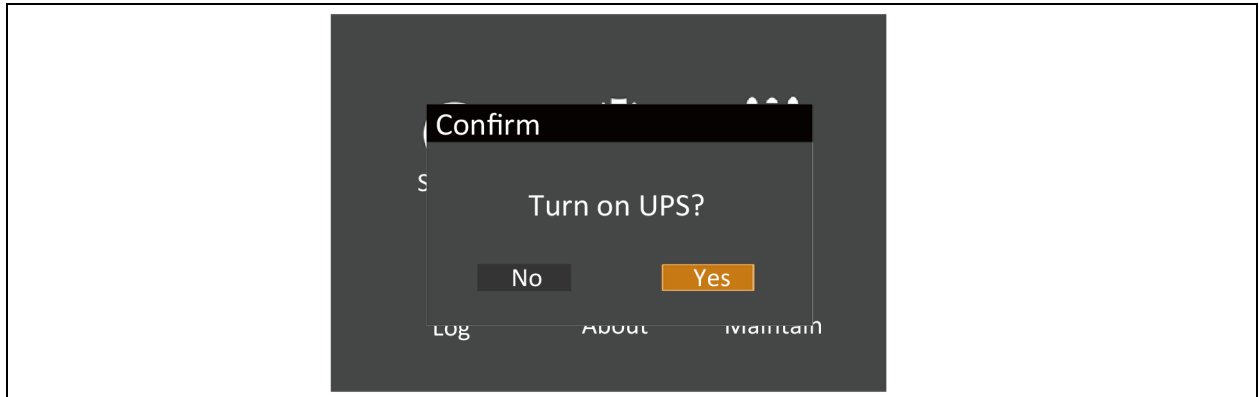 Confirm
S
Turn on UPS?
No Yes
Log About Maintain